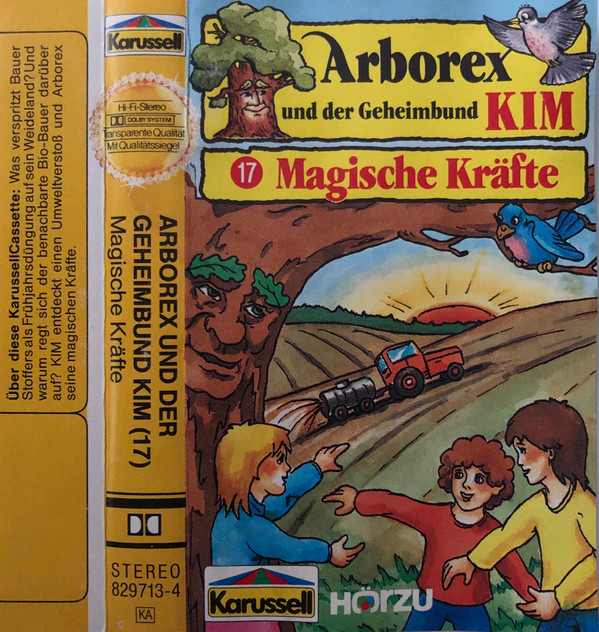 Über diese KarussellCassette: Was verspritzt Bauer
Stoffers als Frühjahrsdüngung auf sein Weideland? Und
warum regt sich der benachbarte Bio-Bauer darüber
auf? KIM entdeckt einen Umweltverstoß und Arborex
seine magischen Kräfte.
Karussell
Hi-Fi-Stereo
DOLBY SYSTEM
Transparente Qualität
Mit Qualitätssiegel
ARBOREX UND DER
GEHEIMBUND KIM (17)
Magische Kräfte
STEREO
829713-4
KA
Arborex
und der Geheimbund KIM
17 Magische Kräfte
Karussell
HÖRZU